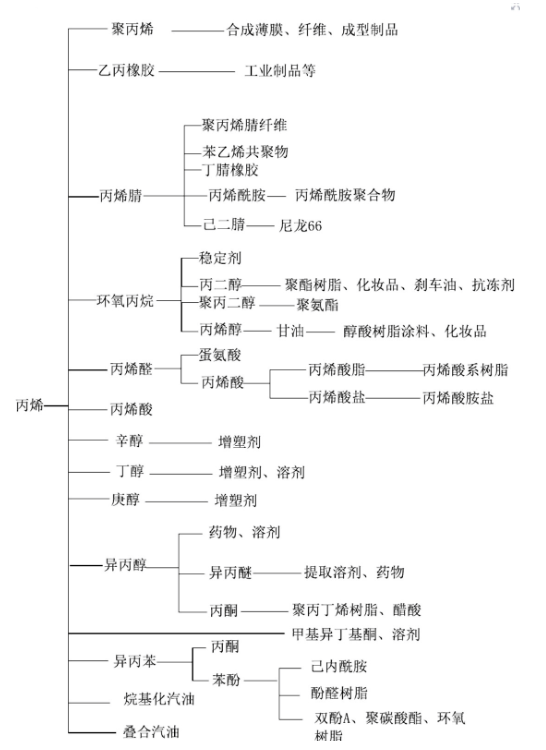 聚丙烯 合成薄膜、纤维、成型制品
乙丙橡胶 工业制品等
聚丙烯腈纤维
苯乙烯共聚物
丁腈橡胶
丙烯腈 丙烯酰胺 丙烯酰胺聚合物
己二腈 尼龙66
稳定剂
丙二醇 聚酯树脂、化妆品、刹车油、抗冻剂
环氧丙烷 聚丙二醇 聚氨酯
丙烯醇 甘油 醇酸树脂涂料、化妆品
蛋氨酸
丙烯醛 丙烯酸脂 丙烯酸系树脂
丙烯酸
丙烯酸盐 丙烯酸胺盐
丙烯 丙烯酸
辛醇 增塑剂
丁醇 增塑剂、溶剂
庚醇 增塑剂
药物、溶剂
异丙醇 异丙醚 提取溶剂、药物
丙酮 聚丙丁烯树脂、醋酸
甲基异丁基酮、溶剂
丙酮
异丙苯 己内酰胺
苯酚
烷基化汽油 酚醛树脂
双酚A、聚碳酸酯、环氧
叠合汽油 树脂